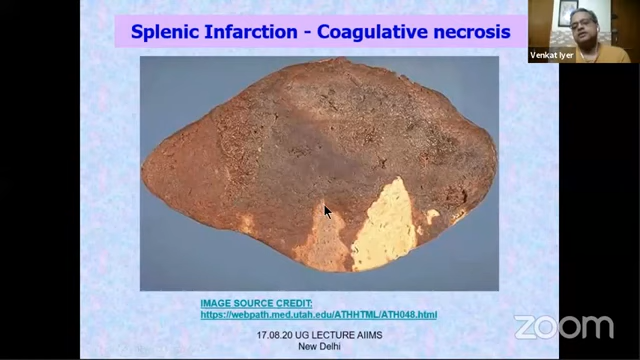 Splenic Infarction - Coagulative necrosis
Venkat Iyer
IMAGE SOURCE CREDIT:
https://webpath.med.utah.edu/ATHHTML/ATH048.html
17.08.20 UG LECTURE AIIMS
New Delhi
zoom